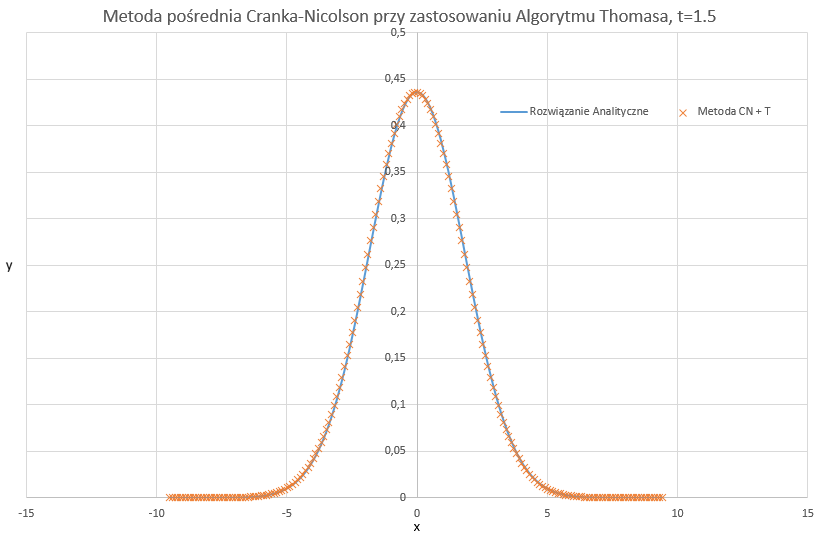 Metoda pośrednia Cranka-Nicolson przy zastosowaniu Algorytmu Thomasa, t=1.5
0,5
0,45
Rozwiązanie Analityczne Metoda CN + T
0,4
0,35
0,3
y 0,25
0,2
0,15
0,1
0,05
0
-15 -10 -5 0 5 10 15
x